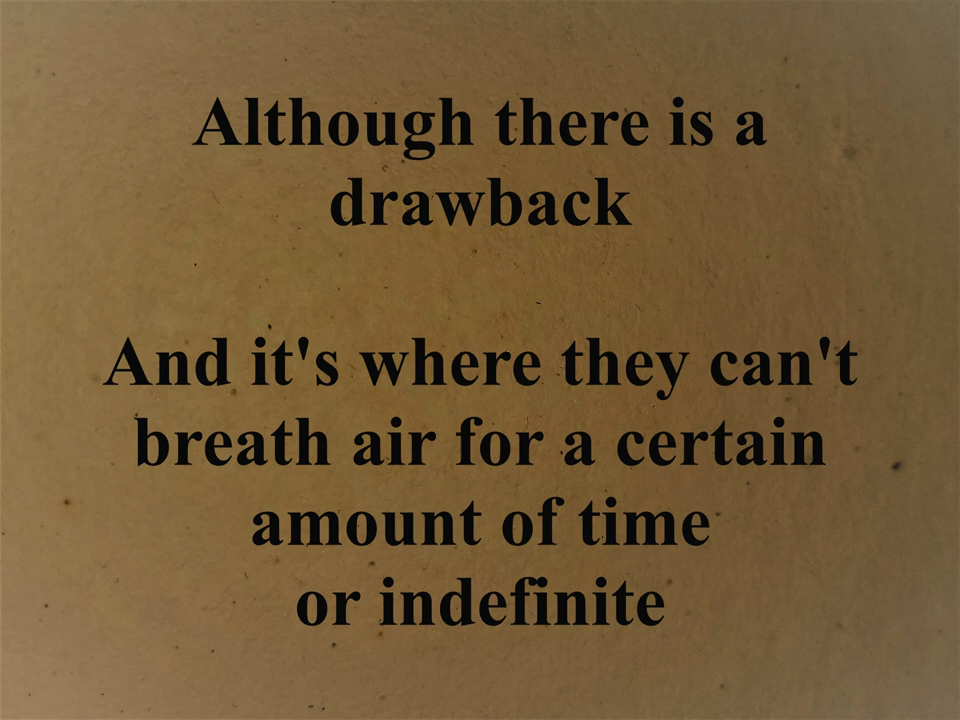 Although there is a
drawback
And it's where they can't
breath air for a certain
amount of time
or indefinite